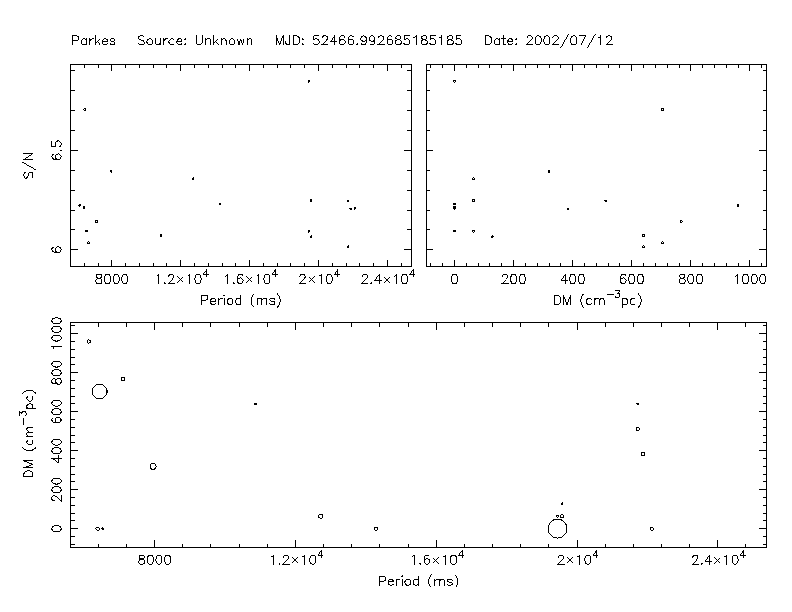 Parkes Source: Unknown MJD: 52466.992685185185 Date: 2002/07/12
S/N
6.5
6
8000 1.2×10⁴ 1.6×10⁴ 2×10⁴ 2.4×10⁴
Period (ms)
0 200 400 600 800 1000
DM (cm⁻³pc)
DM (cm⁻³pc)
1000
800
600
400
200
0
8000 1.2×10⁴ 1.6×10⁴ 2×10⁴ 2.4×10⁴
Period (ms)